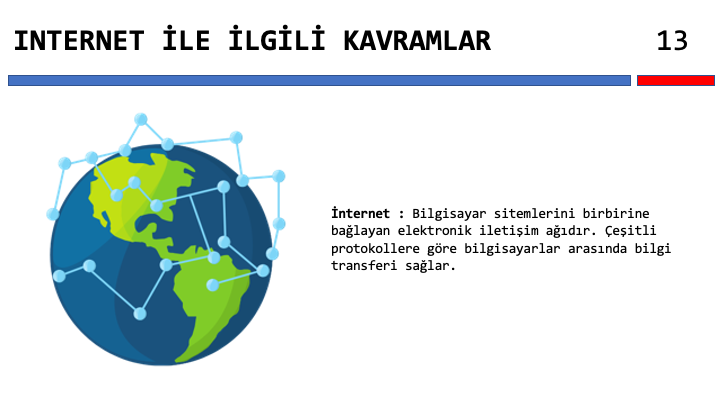 INTERNET İLE İLGİLİ KAVRAMLAR 13
İnternet : Bilgisayar sitemlerini birbirine
bağlayan elektronik iletişim ağıdır. Çeşitli
protokollere göre bilgisayarlar arasında bilgi
transferi sağlar.